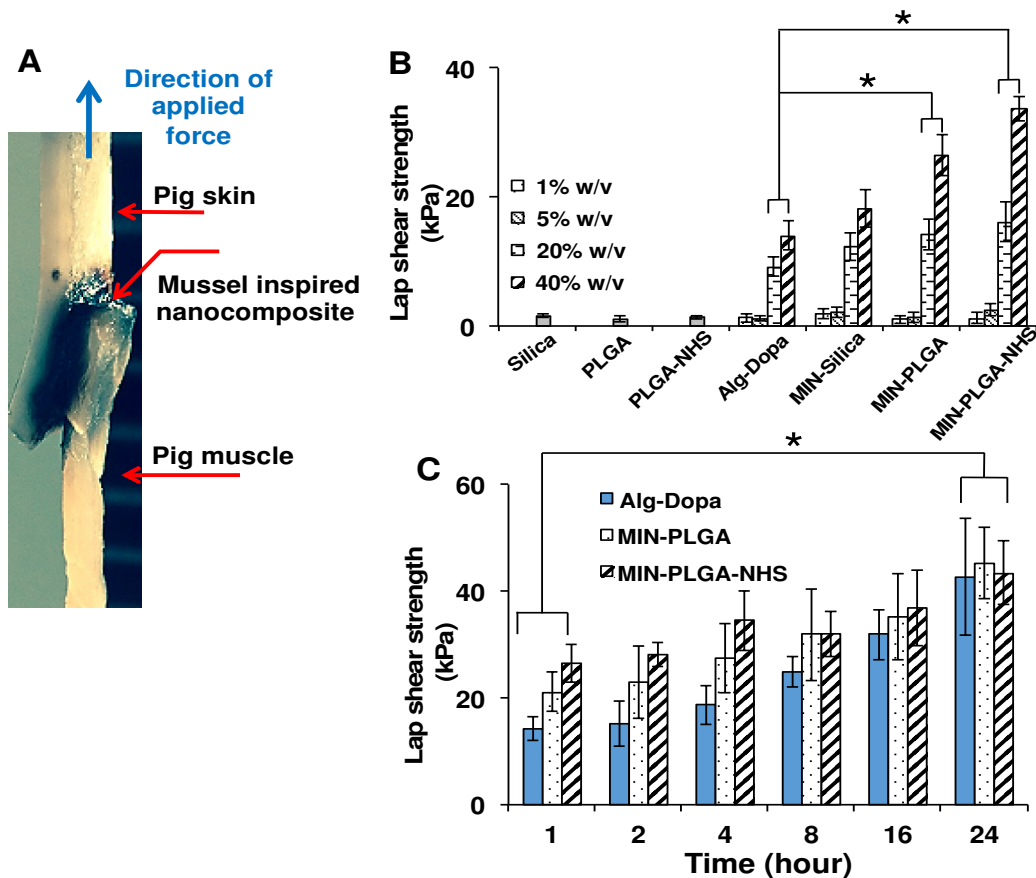 A
Direction of
applied
force
Pig skin
Mussel inspired
nanocomposite
Pig muscle
B
*
*
Lap shear strength
(kPa)
40
20
0
1% w/v
5% w/v
20% w/v
40% w/v
Silica
PLGA
PLGA-NHS
Alg-Dopa
MIN-Silica
MIN-PLGA
MIN-PLGA-NHS
C
*
Lap shear strength
(kPa)
60
40
20
0
Alg-Dopa
MIN-PLGA
MIN-PLGA-NHS
1 2 4 8 16 24
Time (hour)